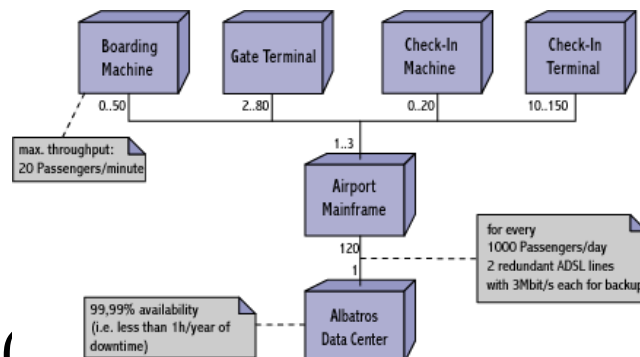 Boarding
Machine
Gate Terminal
Check-In
Machine
Check-In
Terminal
0..50
2..80
0..20
10..150
max. throughput:
20 Passengers/minute
1..3
Airport
Mainframe
120
1
for every
1000 Passengers/day
2 redundant ADSL lines
with 3Mbit/s each for backup
99,99% availability
(i.e. less than 1h/year of
downtime)
Albatros
Data Center